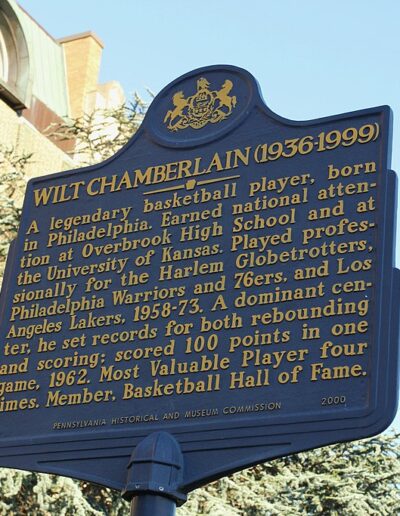 WILT CHAMBERLAIN (1936-1999)
A legendary basketball player, born
in Philadelphia. Earned national atten-
tion at Overbrook High School and at
the University of Kansas. Played profes-
sionally for the Harlem Globetrotters,
Philadelphia Warriors and 76ers, and Los
Angeles Lakers, 1958-73. A dominant cen-
ter, he set records for both rebounding
and scoring: scored 100 points in one
game, 1962. Most Valuable Player four
times. Member, Basketball Hall of Fame.
PENNSYLVANIA HISTORICAL AND MUSEUM COMMISSION 2000